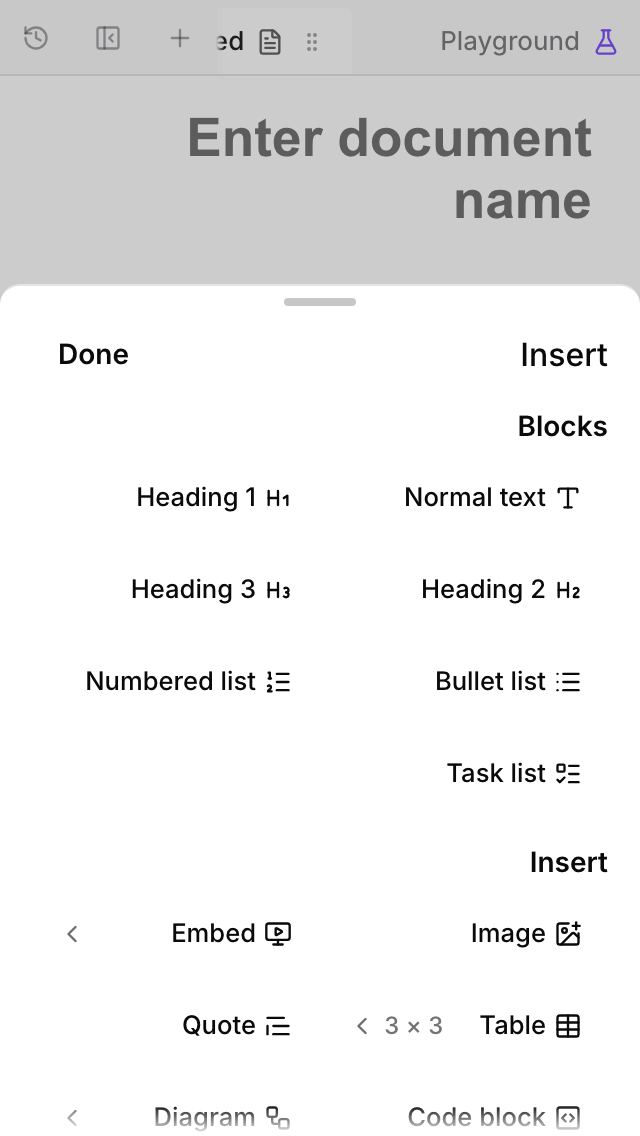 Playground
ed
Enter document
name
Insert
Done
Blocks
Normal text
Heading 1
Heading 2
Heading 3
Bullet list
Numbered list
Task list
Insert
Image
Embed
Table
3 × 3
Quote
Code block
Diagram